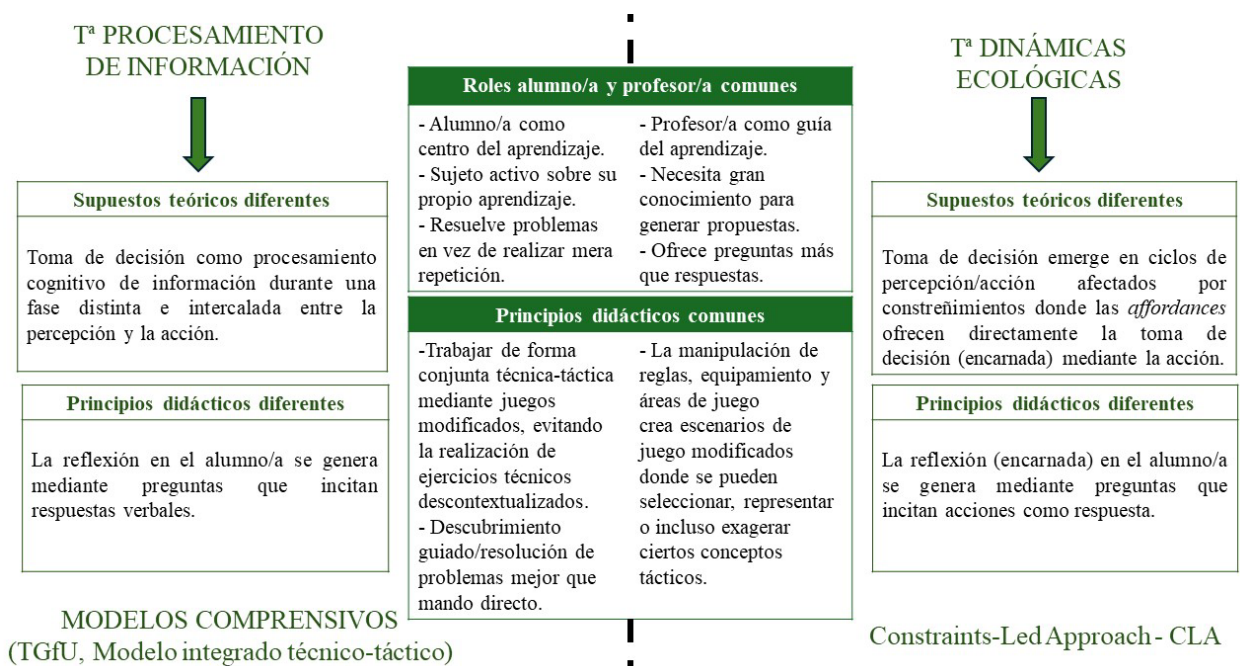 Tª PROCESAMIENTO
DE INFORMACIÓN
Supuestos teóricos diferentes
Toma de decisión como procesamiento
cognitivo de información durante una
fase distinta e intercalada entre la
percepción y la acción.
Principios didácticos diferentes
La reflexión en el alumno/a se genera
mediante preguntas que incitan
respuestas verbales.
MODELOS COMPRENSIVOS
(TGfU, Modelo integrado técnico-táctico)
Roles alumno/a y profesor/a comunes
- Alumno/a como
centro del aprendizaje.
- Sujeto activo sobre su
propio aprendizaje.
- Resuelve problemas
en vez de realizar mera
repetición.
- Profesor/a como guía
del aprendizaje.
- Necesita gran
conocimiento para
generar propuestas.
- Ofrece preguntas más
que respuestas.
Principios didácticos comunes
-Trabajar de forma
conjunta técnica-táctica
mediante juegos
modificados, evitando
la realización de
ejercicios técnicos
descontextualizados.
- Descubrimiento
guiado/resolución de
problemas mejor que
mando directo.
- La manipulación de
reglas, equipamiento y
áreas de juego
crea escenarios de
juego modificados
donde se pueden
seleccionar, representar
o incluso exagerar
ciertos conceptos
tácticos.
Tª DINÁMICAS
ECOLÓGICAS
Supuestos teóricos diferentes
Toma de decisión emerge en ciclos de
percepción/acción afectados por
constreñimientos donde las affordances
ofrecen directamente la toma de
decisión (encarnada) mediante la acción.
Principios didácticos diferentes
La reflexión (encarnada) en el alumno/a
se genera mediante preguntas que
incitan acciones como respuesta.
Constraints-Led Approach - CLA